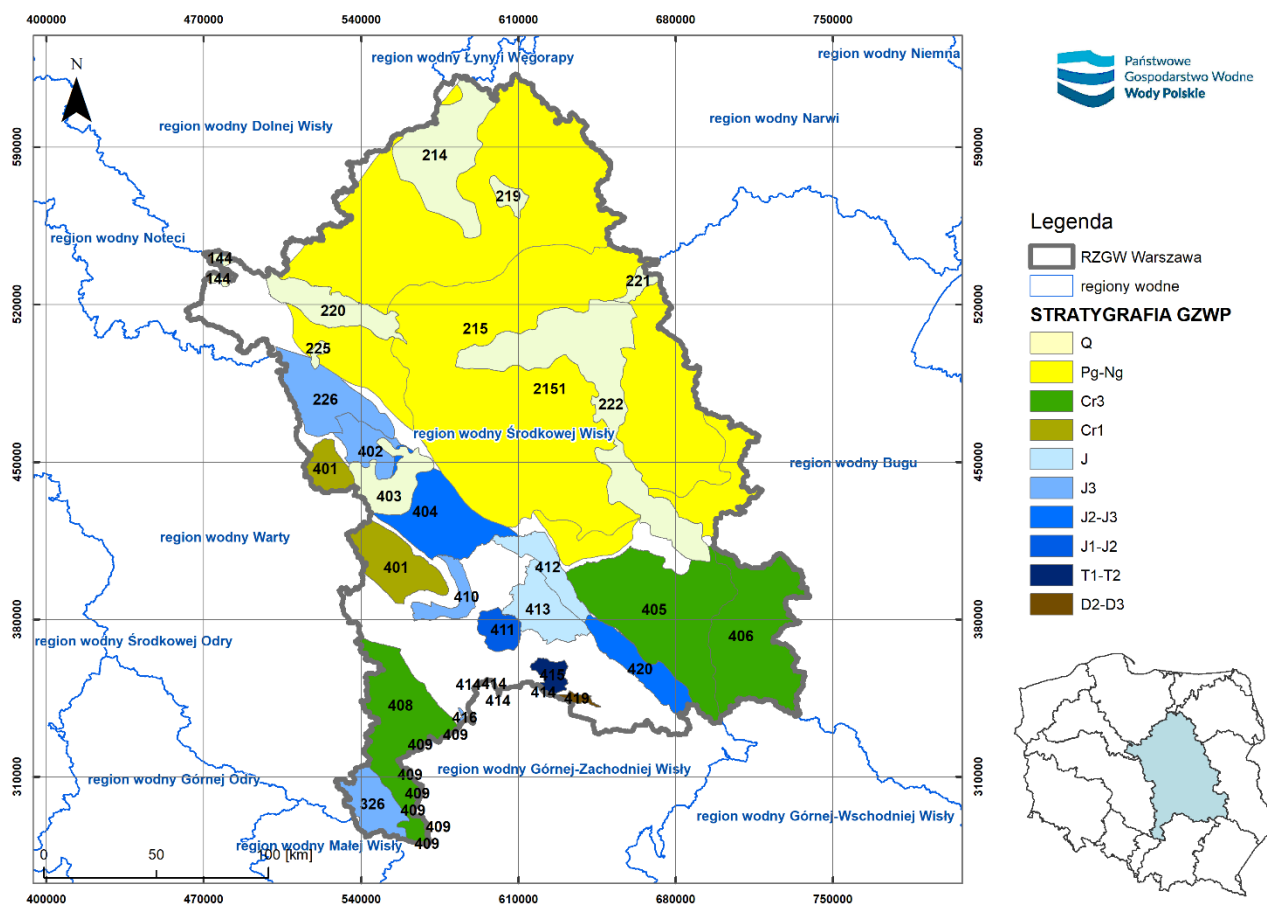 400000 470000 540000 610000 680000 750000
region wodny Łyny i Węgorapy
region wodny Niemna
N
Państwowe
Gospodarstwo Wodne
Wody Polskie
region wodny Dolnej Wisły
region wodny Narwi
590000
590000
214
219
Legenda
RZGW Warszawa
regiony wodne
STRATYGRAFIA GZWP
Q
Pg-Ng
Cr3
Cr1
J
J3
J2-J3
J1-J2
T1-T2
D2-D3
region wodny Noteci
144
144
221
520000
520000
220
215
225
2151
226
222
region wodny Środkowej Wisły
402
401
450000
450000
region wodny Bugu
403
404
region wodny Warty
401
412
410
413
405
406
380000
380000
411
region wodny Środkowej Odry
420
415
414
414
414
414
419
408
416
409
409
region wodny Górnej-Zachodniej Wisły
region wodny Górnej Odry
409
310000
310000
409
326
409
region wodny Górnej-Wschodniej Wisły
409
region wodny Małej Wisły
409
0 50 100 [km]
400000 470000 540000 610000 680000 750000